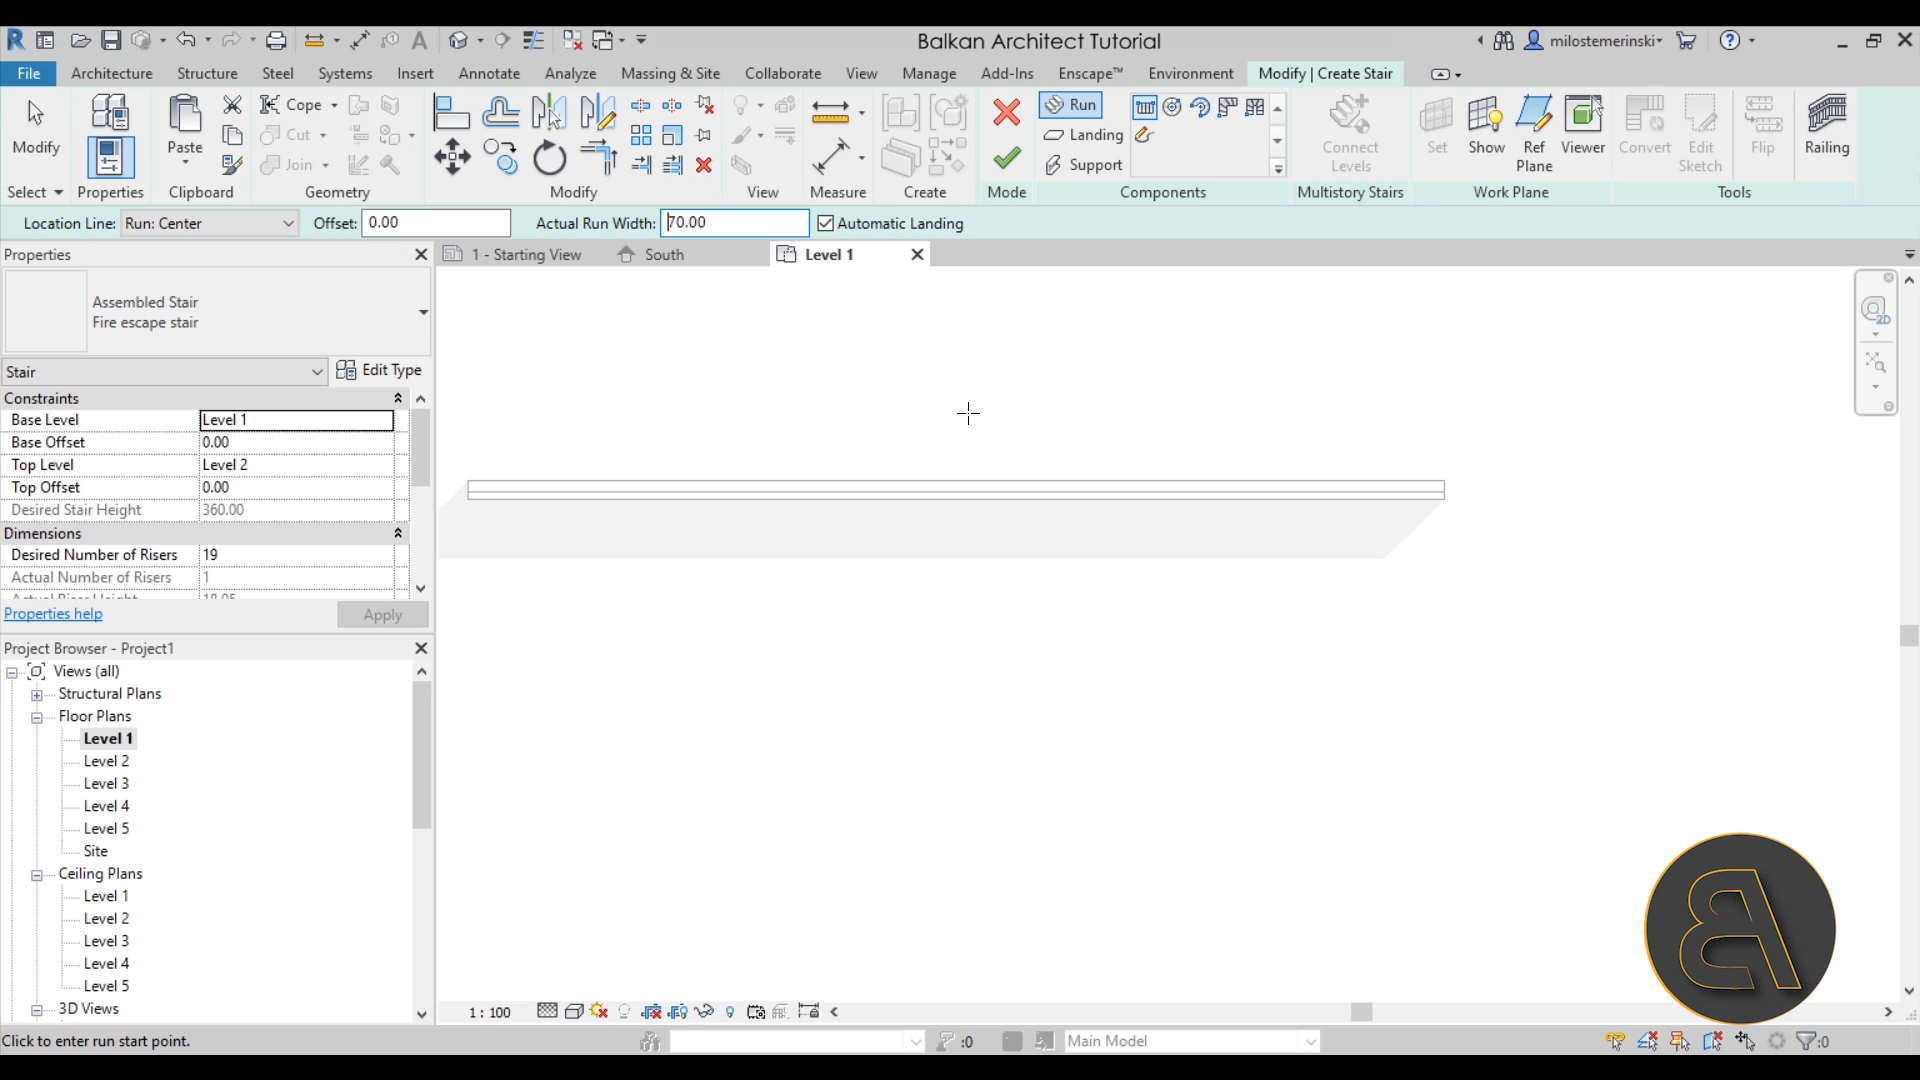 Balkan Architect Tutorial
milostemerinski
File Architecture Structure Steel Systems Insert Annotate Analyze Massing & Site Collaborate View Manage Add-Ins Enscape™ Environment Modify | Create Stair
Modify Paste Cope Cut Join Run Landing Support Connect Levels Set Show Ref Plane Viewer Convert Edit Sketch Flip Railing
Select Properties Clipboard Geometry Modify View Measure Create Mode Components Multistory Stairs Work Plane Tools
Location Line: Run: Center Offset: 0.00 Actual Run Width: 70.00 Automatic Landing
Properties
1 - Starting View South Level 1
2D
Assembled Stair
Fire escape stair
Stair Edit Type
Constraints
Base Level Level 1
Base Offset 0.00
Top Level Level 2
Top Offset 0.00
Desired Stair Height 360.00
Dimensions
Desired Number of Risers 19
Actual Number of Risers 1
Properties help Apply
Project Browser - Project1
Views (all)
Structural Plans
Floor Plans
Level 1
Level 2
Level 3
Level 4
Level 5
Site
Ceiling Plans
Level 1
Level 2
Level 3
Level 4
Level 5
3D Views
1 : 100
Click to enter run start point.
:0
Main Model
:0